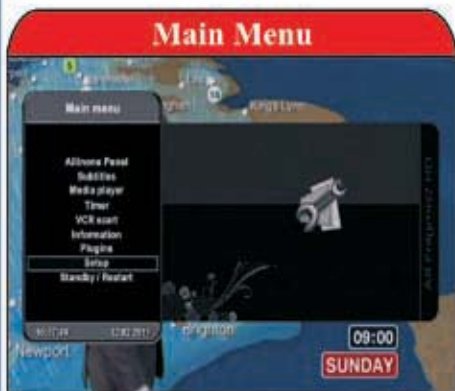 Main Menu
5
King's Lynn
Main menu
Allinone Panel
Subtitles
Media player
Timer
VCR scart
Information
Plugins
Setup
Standby / Restart
Brighton
Newport
09:00
SUNDAY